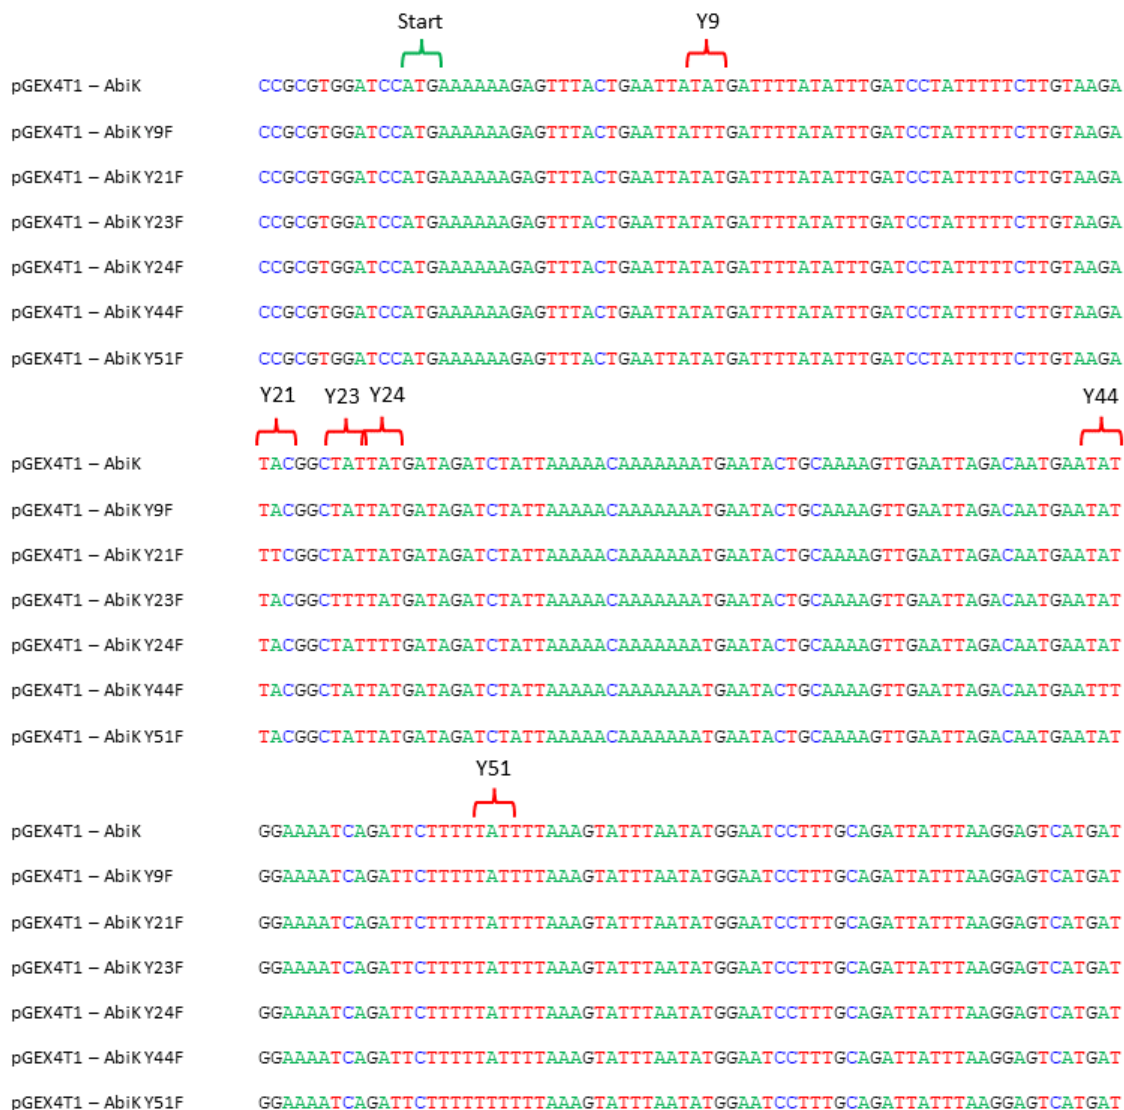 Start Y9
pGEX4T1 – AbiK CCGCGTGGATCCATGAAAAAAGAGTTTACTGAATTATATGATTTTATATTTGATCCTATTTTTCTTGTAAGA
pGEX4T1 – AbiK Y9F CCGCGTGGATCCATGAAAAAAGAGTTTACTGAATTATTTGATTTTATATTTGATCCTATTTTTCTTGTAAGA
pGEX4T1 – AbiK Y21F CCGCGTGGATCCATGAAAAAAGAGTTTACTGAATTATATGATTTTATATTTGATCCTATTTTTCTTGTAAGA
pGEX4T1 – AbiK Y23F CCGCGTGGATCCATGAAAAAAGAGTTTACTGAATTATATGATTTTATATTTGATCCTATTTTTCTTGTAAGA
pGEX4T1 – AbiK Y24F CCGCGTGGATCCATGAAAAAAGAGTTTACTGAATTATATGATTTTATATTTGATCCTATTTTTCTTGTAAGA
pGEX4T1 – AbiK Y44F CCGCGTGGATCCATGAAAAAAGAGTTTACTGAATTATATGATTTTATATTTGATCCTATTTTTCTTGTAAGA
pGEX4T1 – AbiK Y51F CCGCGTGGATCCATGAAAAAAGAGTTTACTGAATTATATGATTTTATATTTGATCCTATTTTTCTTGTAAGA
Y21 Y23 Y24 Y44
pGEX4T1 – AbiK TACGGCTATTATGATAGATCTATTAAAAACAAAAAAATGAATACTGCAAAAGTTGAATTAGACAATGAATAT
pGEX4T1 – AbiK Y9F TACGGCTATTATGATAGATCTATTAAAAACAAAAAAATGAATACTGCAAAAGTTGAATTAGACAATGAATAT
pGEX4T1 – AbiK Y21F TTCGGCTATTATGATAGATCTATTAAAAACAAAAAAATGAATACTGCAAAAGTTGAATTAGACAATGAATAT
pGEX4T1 – AbiK Y23F TACGGCTTTTATGATAGATCTATTAAAAACAAAAAAATGAATACTGCAAAAGTTGAATTAGACAATGAATAT
pGEX4T1 – AbiK Y24F TACGGCTATTTTGATAGATCTATTAAAAACAAAAAAATGAATACTGCAAAAGTTGAATTAGACAATGAATAT
pGEX4T1 – AbiK Y44F TACGGCTATTATGATAGATCTATTAAAAACAAAAAAATGAATACTGCAAAAGTTGAATTAGACAATGAATTT
pGEX4T1 – AbiK Y51F TACGGCTATTATGATAGATCTATTAAAAACAAAAAAATGAATACTGCAAAAGTTGAATTAGACAATGAATAT
Y51
pGEX4T1 – AbiK GGAAAATCAGATTCTTTTTATTTTAAAGTATTTAATATGGAATCCTTTGCAGATTATTTAAGGAGTCATGAT
pGEX4T1 – AbiK Y9F GGAAAATCAGATTCTTTTTATTTTAAAGTATTTAATATGGAATCCTTTGCAGATTATTTAAGGAGTCATGAT
pGEX4T1 – AbiK Y21F GGAAAATCAGATTCTTTTTATTTTAAAGTATTTAATATGGAATCCTTTGCAGATTATTTAAGGAGTCATGAT
pGEX4T1 – AbiK Y23F GGAAAATCAGATTCTTTTTATTTTAAAGTATTTAATATGGAATCCTTTGCAGATTATTTAAGGAGTCATGAT
pGEX4T1 – AbiK Y24F GGAAAATCAGATTCTTTTTATTTTAAAGTATTTAATATGGAATCCTTTGCAGATTATTTAAGGAGTCATGAT
pGEX4T1 – AbiK Y44F GGAAAATCAGATTCTTTTTATTTTAAAGTATTTAATATGGAATCCTTTGCAGATTATTTAAGGAGTCATGAT
pGEX4T1 – AbiK Y51F GGAAAATCAGATTCTTTTTTTTTTAAAGTATTTAATATGGAATCCTTTGCAGATTATTTAAGGAGTCATGAT